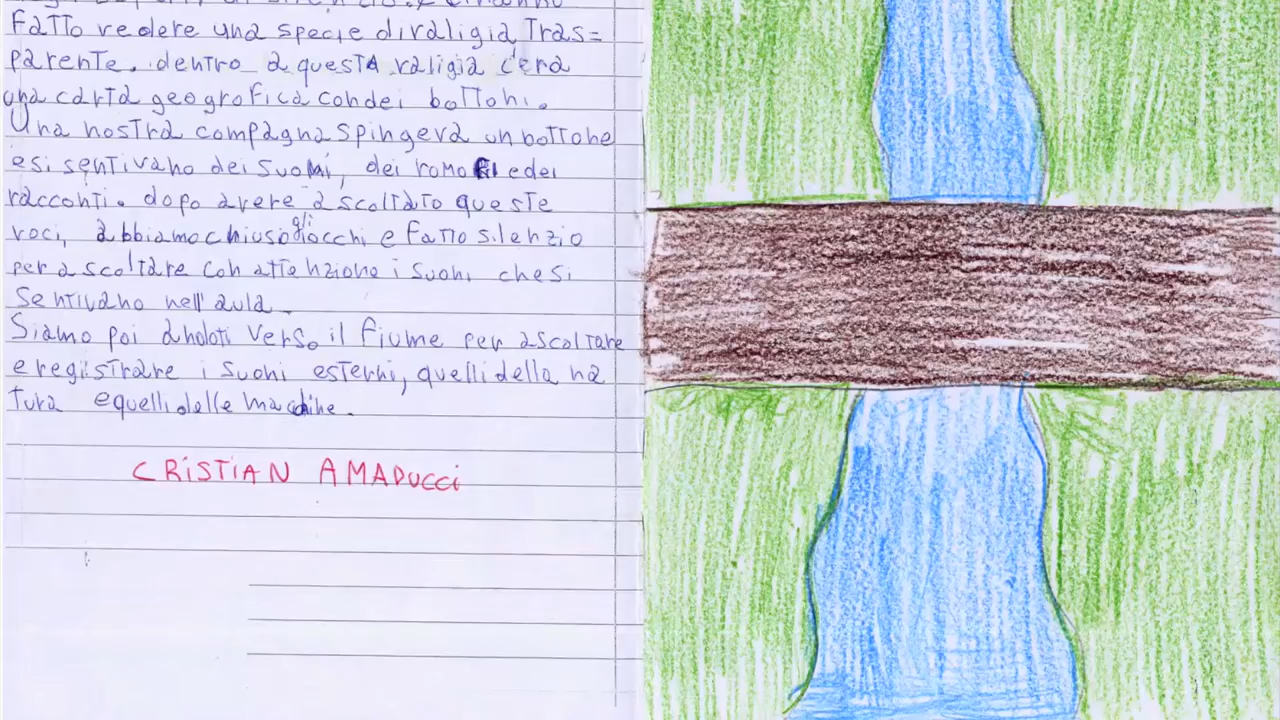 fatto vedere una specie di valigia Tras=
parente. dentro a questa valigia c'era
una carta geografica con dei bottoni.
Una nostra compagna spingeva un bottone
e si sentivano dei suoni, dei romori e dei
racconti. dopo avere ascoltato queste
voci, abbiamo chiuso gli occhi e fatto silenzio
per ascoltare con attenzione i suoni che si
sentivano nell'aula.
Siamo poi andati verso il fiume per ascoltare
e registrare i suoni esterni, quelli della na
tura e quelli delle macchine.
CRISTIAN AMADUCCI